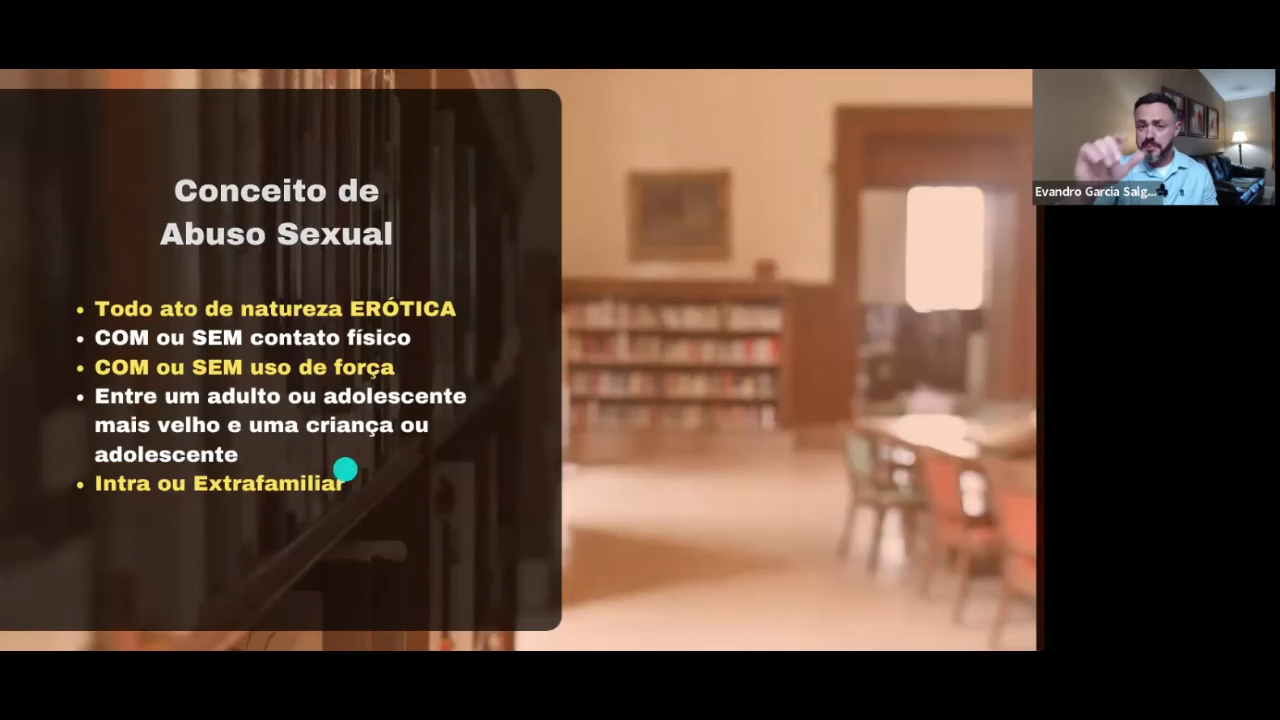 Conceito de
Abuso Sexual
• Todo ato de natureza ERÓTICA
• COM ou SEM contato físico
• COM ou SEM uso de força
• Entre um adulto ou adolescente
mais velho e uma criança ou
adolescente
• Intra ou Extrafamiliar
Evandro Garcia Salg...